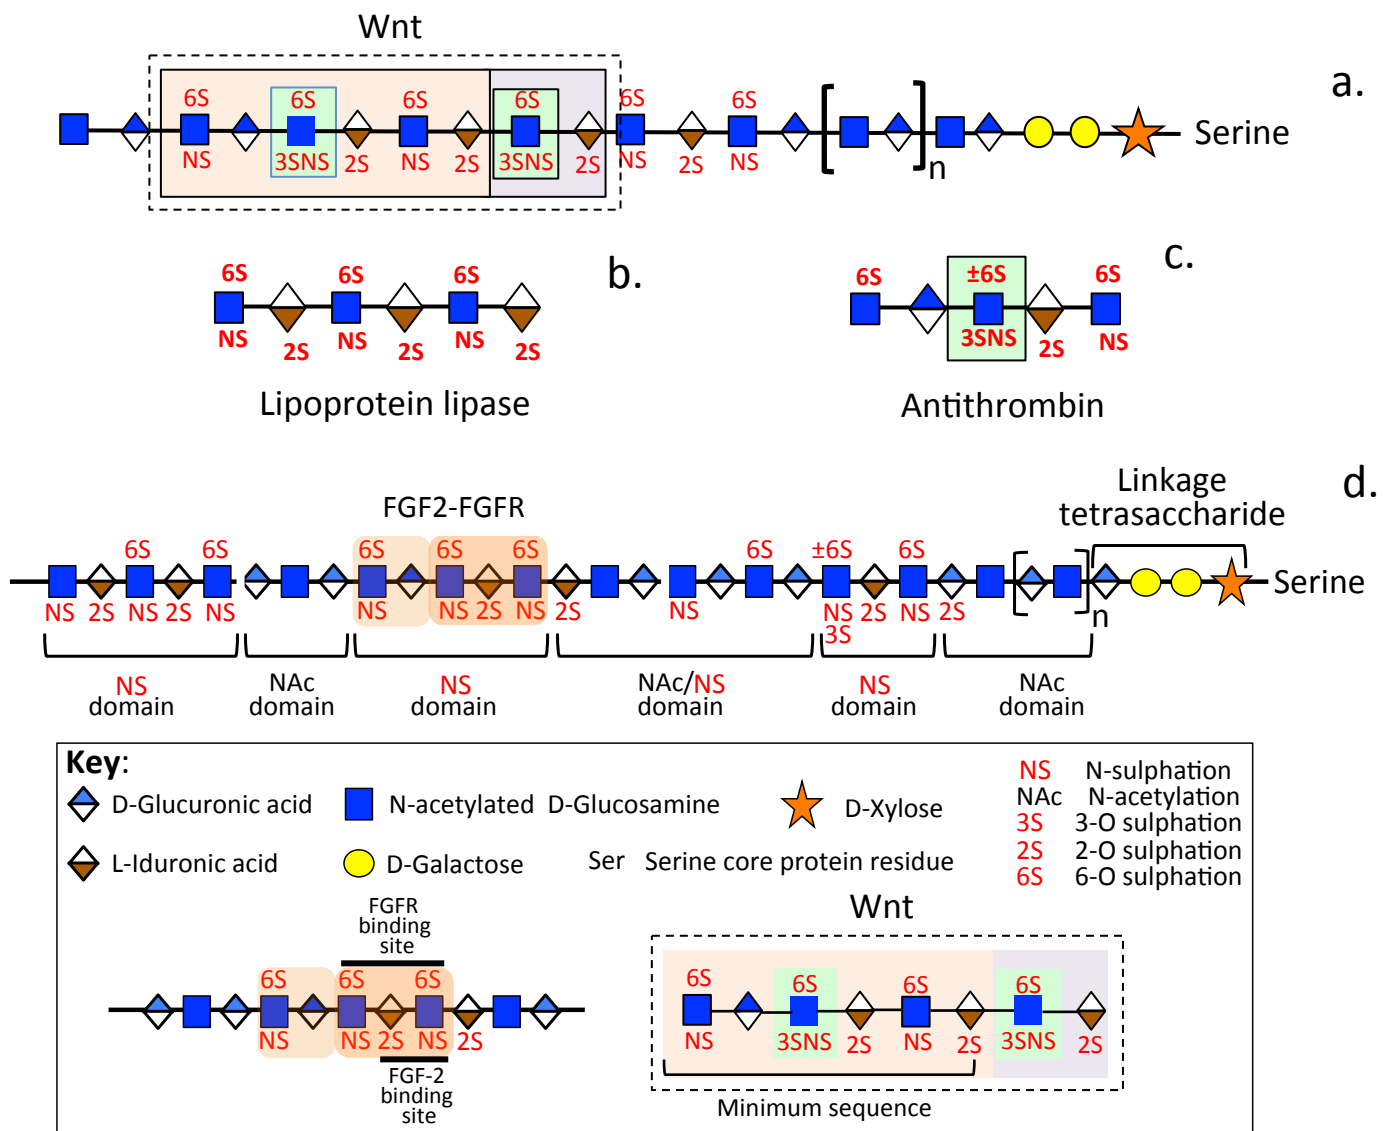 Wnt
a.
6S 6S 6S 6S 6S 6S
NS 3SNS 2S NS 2S 3SNS 2S NS 2S NS
n
Serine
b.
6S 6S 6S
NS 2S NS 2S NS 2S
Lipoprotein lipase
c.
6S ±6S 6S
3SNS 2S NS
Antithrombin
d.
FGF2-FGFR
Linkage
tetrasaccharide
6S 6S 6S 6S 6S 6S ±6S 6S
Serine
NS 2S NS 2S NS NS NS 2S NS 2S NS NS 2S NS 2S n
3S
NS
domain
NAc
domain
NS
domain
NAc/NS
domain
NS
domain
NAc
domain
Key:
D-Glucuronic acid
N-acetylated D-Glucosamine
D-Xylose
L-Iduronic acid
D-Galactose
Ser Serine core protein residue
NS N-sulphation
NAc N-acetylation
3S 3-O sulphation
2S 2-O sulphation
6S 6-O sulphation
FGFR
binding
site
6S 6S 6S
NS NS 2S NS 2S
FGF-2
binding
site
Wnt
6S 6S 6S 6S
NS 3SNS 2S NS 2S 3SNS 2S
Minimum sequence